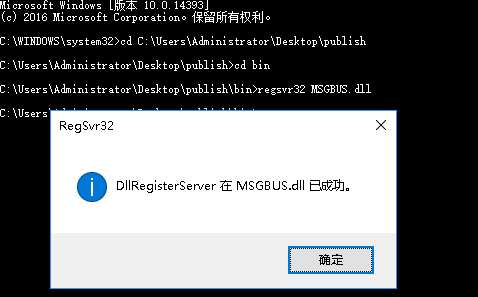 Microsoft Windows [版本 10.0.14393]
(c) 2016 Microsoft Corporation。保留所有权利。
C:\WINDOWS\system32>cd C:\Users\Administrator\Desktop\publish
C:\Users\Administrator\Desktop\publish>cd bin
C:\Users\Administrator\Desktop\publish\bin>regsvr32 MSGBUS.dll
C:\
RegSvr32
DllRegisterServer 在 MSGBUS.dll 已成功。
确定